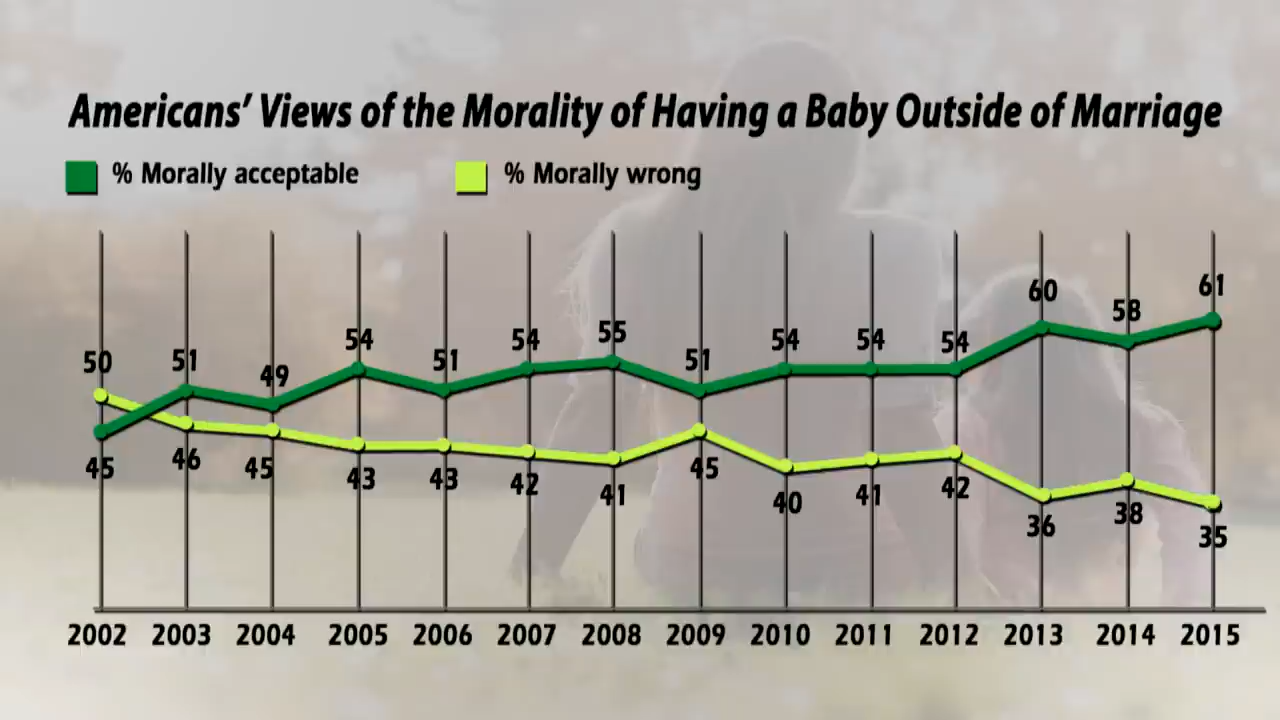 Americans’ Views of the Morality of Having a Baby Outside of Marriage
% Morally acceptable % Morally wrong
50 51 49 54 51 54 55 51 54 54 54 60 58 61
45 46 45 43 43 42 41 45 40 41 42 36 38 35
2002 2003 2004 2005 2006 2007 2008 2009 2010 2011 2012 2013 2014 2015